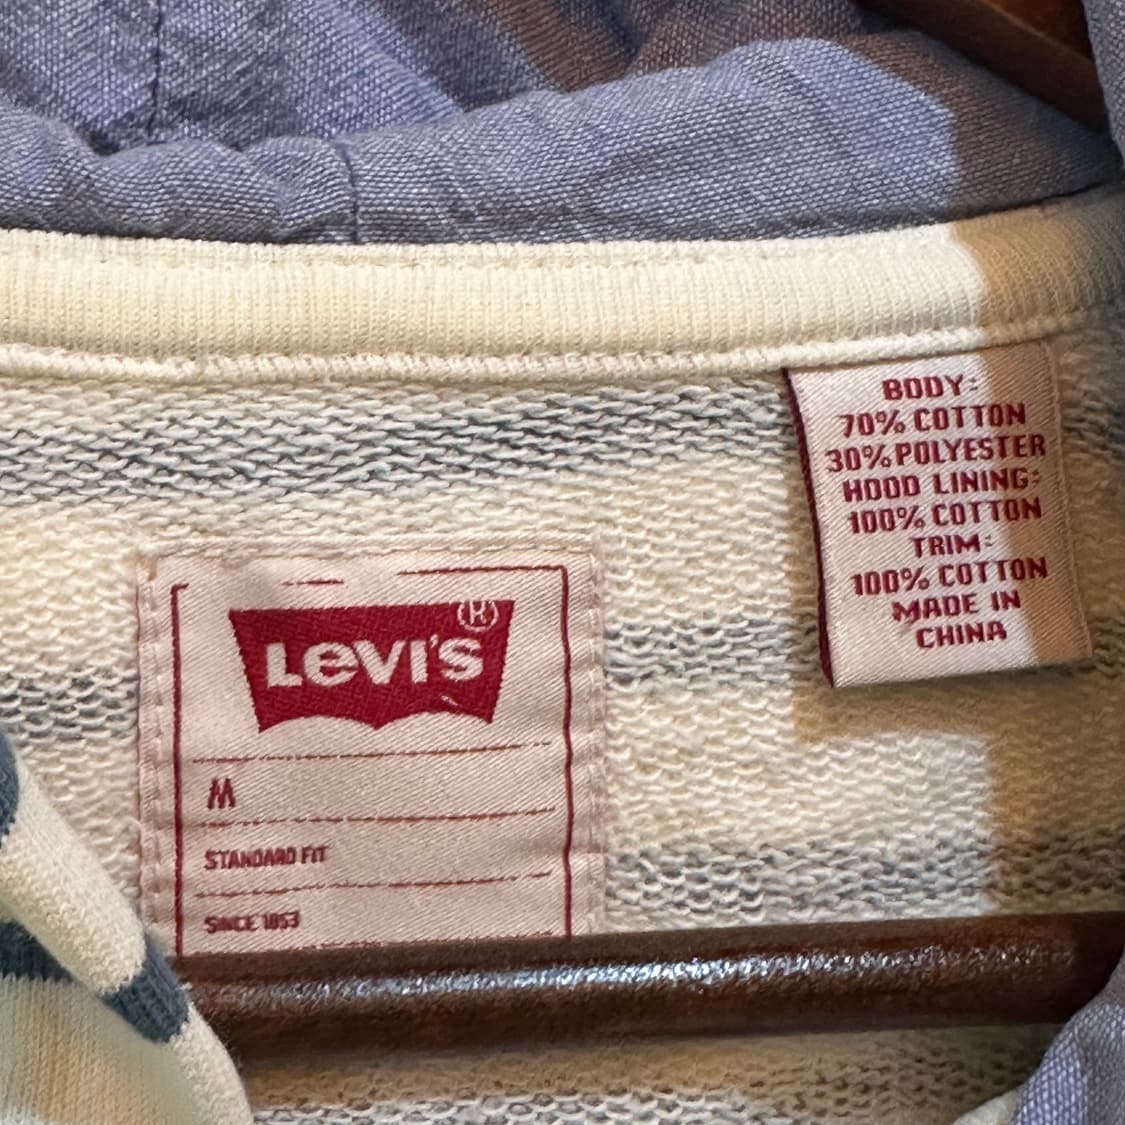 LEVI'S ®
M
STANDARD FIT
SINCE 1853
BODY:
70% COTTON
30% POLYESTER
HOOD LINING:
100% COTTON
TRIM:
100% COTTON
MADE IN
CHINA